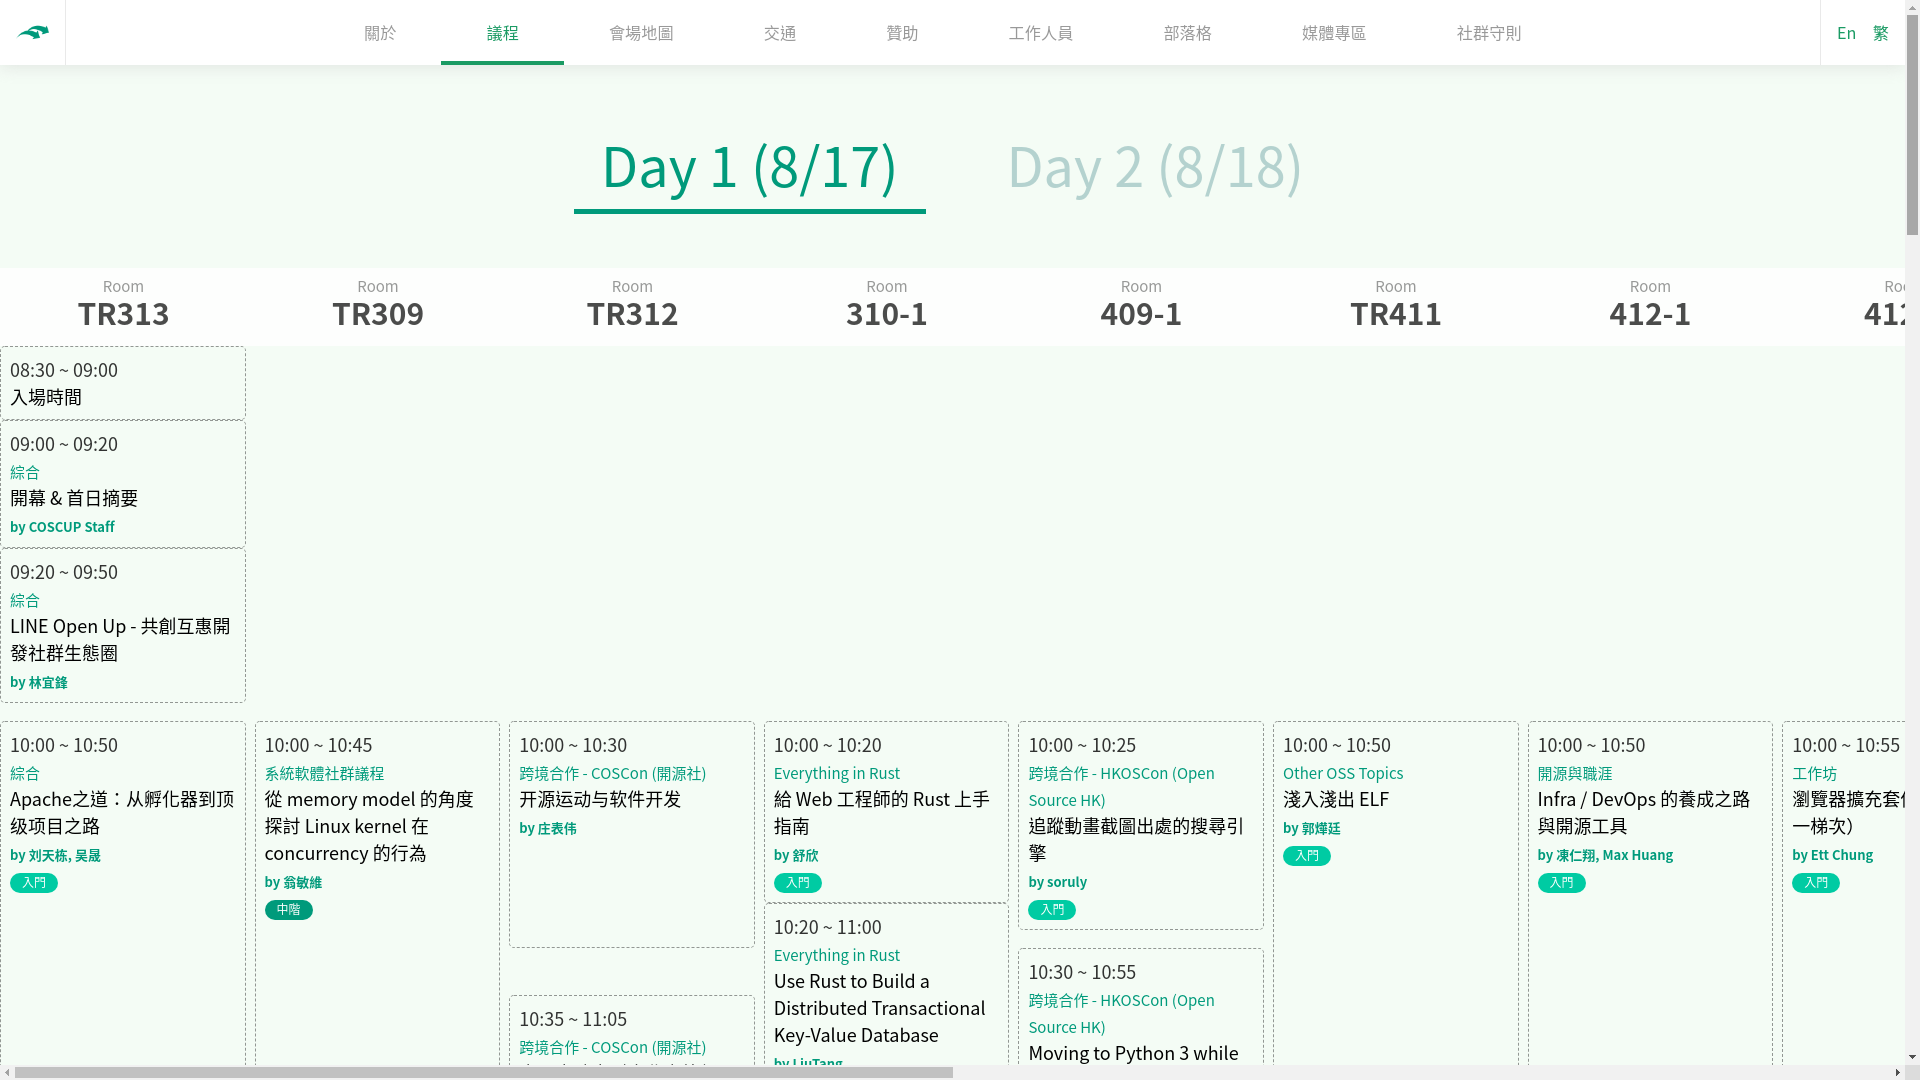 關於
議程
會場地圖
交通
贊助
工作人員
部落格
媒體專區
社群守則
En 繁
Day 1 (8/17)
Day 2 (8/18)
Room
TR313
Room
TR309
Room
TR312
Room
310-1
Room
409-1
Room
TR411
Room
412-1
08:30 ~ 09:00
入場時間
09:00 ~ 09:20
綜合
開幕 & 首日摘要
by COSCUP Staff
09:20 ~ 09:50
綜合
LINE Open Up - 共創互惠開
發社群生態圈
by 林宜鋒
10:00 ~ 10:50
綜合
Apache之道：从孵化器到顶
级项目之路
by 刘天栋, 吴晟
入門
10:00 ~ 10:45
系統軟體社群議程
從 memory model 的角度
探討 Linux kernel 在
concurrency 的行為
by 翁敏維
中階
10:00 ~ 10:30
跨境合作 - COSCon (開源社)
开源运动与软件开发
by 庄表伟
10:35 ~ 11:05
跨境合作 - COSCon (開源社)
10:00 ~ 10:20
Everything in Rust
給 Web 工程師的 Rust 上手
指南
by 舒欣
入門
10:20 ~ 11:00
Everything in Rust
Use Rust to Build a
Distributed Transactional
Key-Value Database
by LiuTang
10:00 ~ 10:25
跨境合作 - HKOSCon (Open
Source HK)
追蹤動畫截圖出處的搜尋引
擎
by soruly
入門
10:30 ~ 10:55
跨境合作 - HKOSCon (Open
Source HK)
Moving to Python 3 while
10:00 ~ 10:50
Other OSS Topics
淺入淺出 ELF
by 郭燁廷
入門
10:00 ~ 10:50
開源與職涯
Infra / DevOps 的養成之路
與開源工具
by 凍仁翔, Max Huang
入門
10:00 ~ 10:55
工作坊
瀏覽器擴充套
一梯次）
by Ett Chung
入門